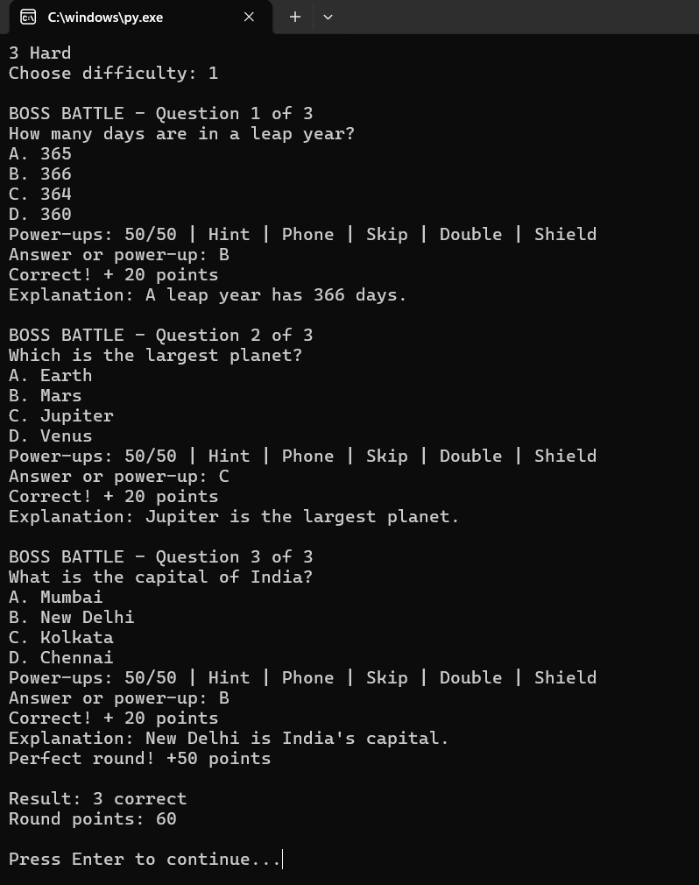 C:\windows\py.exe
3 Hard
Choose difficulty: 1
BOSS BATTLE - Question 1 of 3
How many days are in a leap year?
A. 365
B. 366
C. 364
D. 360
Power-ups: 50/50 | Hint | Phone | Skip | Double | Shield
Answer or power-up: B
Correct! + 20 points
Explanation: A leap year has 366 days.
BOSS BATTLE - Question 2 of 3
Which is the largest planet?
A. Earth
B. Mars
C. Jupiter
D. Venus
Power-ups: 50/50 | Hint | Phone | Skip | Double | Shield
Answer or power-up: C
Correct! + 20 points
Explanation: Jupiter is the largest planet.
BOSS BATTLE - Question 3 of 3
What is the capital of India?
A. Mumbai
B. New Delhi
C. Kolkata
D. Chennai
Power-ups: 50/50 | Hint | Phone | Skip | Double | Shield
Answer or power-up: B
Correct! + 20 points
Explanation: New Delhi is India's capital.
Perfect round! +50 points
Result: 3 correct
Round points: 60
Press Enter to continue...